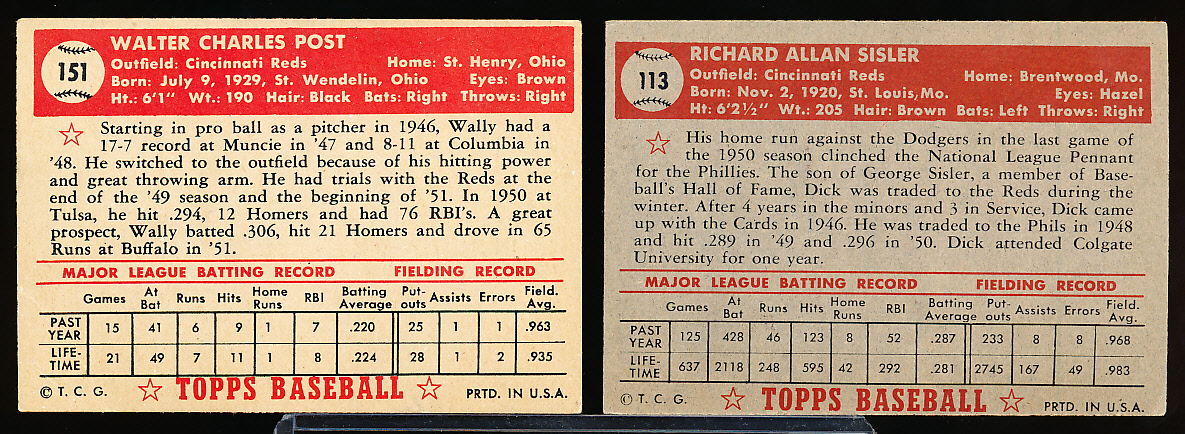 WALTER CHARLES POST
151
Outfield: Cincinnati Reds Home: St. Henry, Ohio
Born: July 9, 1929, St. Wendelin, Ohio Eyes: Brown
Ht.: 6'1" Wt.: 190 Hair: Black Bats: Right Throws: Right
Starting in pro ball as a pitcher in 1946, Wally had a
17-7 record at Muncie in '47 and 8-11 at Columbia in
'48. He switched to the outfield because of his hitting power
and great throwing arm. He had trials with the Reds at the
end of the '49 season and the beginning of '51. In 1950 at
Tulsa, he hit .294, 12 Homers and had 76 RBI's. A great
prospect, Wally batted .306, hit 21 Homers and drove in 65
Runs at Buffalo in '51.
MAJOR LEAGUE BATTING RECORD FIELDING RECORD
Games At Bat Runs Hits Home Runs RBI Batting Average Put-outs Assists Errors Field. Avg.
PAST YEAR 15 41 6 9 1 7 .220 25 1 1 .963
LIFE-TIME 21 49 7 11 1 8 .224 28 1 2 .935
© T. C. G. TOPPS BASEBALL PRTD. IN U.S.A.
RICHARD ALLAN SISLER
113
Outfield: Cincinnati Reds Home: Brentwood, Mo.
Born: Nov. 2, 1920, St. Louis, Mo. Eyes: Hazel
Ht: 6'2½" Wt.: 205 Hair: Brown Bats: Left Throws: Right
His home run against the Dodgers in the last game of
the 1950 season clinched the National League Pennant
for the Phillies. The son of George Sisler, a member of Base-
ball's Hall of Fame, Dick was traded to the Reds during the
winter. After 4 years in the minors and 3 in Service, Dick came
up with the Cards in 1946. He was traded to the Phils in 1948
and hit .289 in '49 and .296 in '50. Dick attended Colgate
University for one year.
MAJOR LEAGUE BATTING RECORD FIELDING RECORD
Games At Bat Runs Hits Home Runs RBI Batting Average Put-outs Assists Errors Field. Avg.
PAST YEAR 125 428 46 123 8 52 .287 233 8 8 .968
LIFE-TIME 637 2118 248 595 42 292 .281 2745 167 49 .983
© T. C. G. TOPPS BASEBALL PRTD. IN U.S.A.